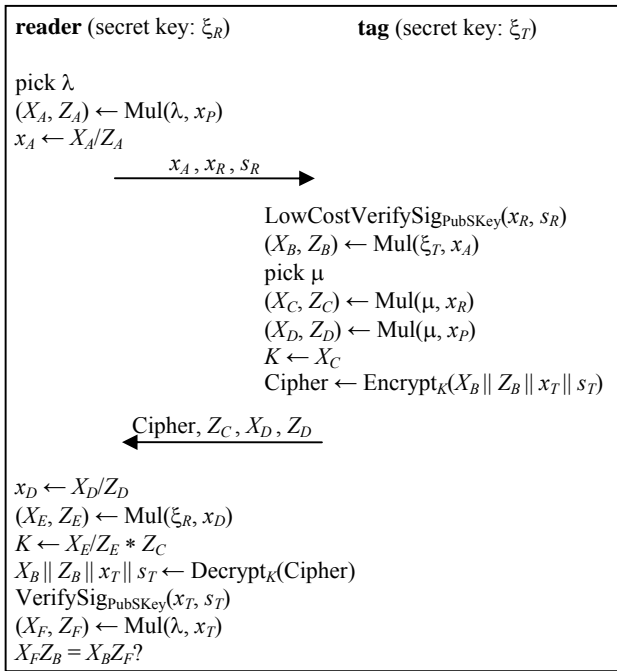 reader (secret key: ξR) tag (secret key: ξT)
pick λ
(XA, ZA) ← Mul(λ, xP)
xA ← XA/ZA
xA , xR , sR
LowCostVerifySigPubSKey(xR, sR)
(XB, ZB) ← Mul(ξT, xA)
pick μ
(XC, ZC) ← Mul(μ, xR)
(XD, ZD) ← Mul(μ, xP)
K ← XC
Cipher ← EncryptK(XB || ZB || xT || sT)
Cipher, ZC , XD , ZD
xD ← XD/ZD
(XE, ZE) ← Mul(ξR, xD)
K ← XE/ZE * ZC
XB || ZB || xT || sT ← DecryptK(Cipher)
VerifySigPubSKey(xT, sT)
(XF, ZF) ← Mul(λ, xT)
XFZB = XBZF?